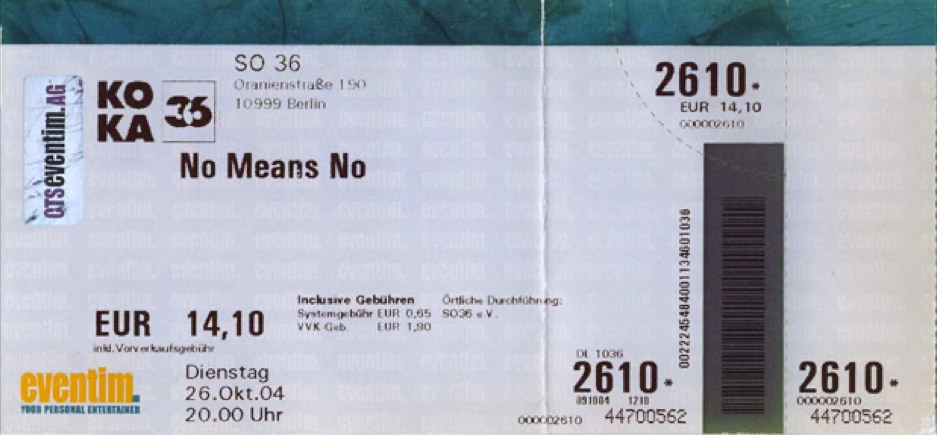 SO 36
Oranienstraße 190
10999 Berlin
KO
KA
36
No Means No
CTSeventim.AG
2610*
EUR 14,10
000002610
EUR 14,10
inkl. Vorverkaufsgebühr
Inclusive Gebühren
Systemgebühr EUR 0,65
VVK Geb. EUR 1,80
Örtliche Durchführung:
SO36 e.V.
eventim.
YOUR PERSONAL ENTERTAINER
Dienstag
26.Okt.04
20.00 Uhr
0022245484001134601036
DL 1036
2610*
091004 1210
000002610 44700562
2610*
000002610
44700562